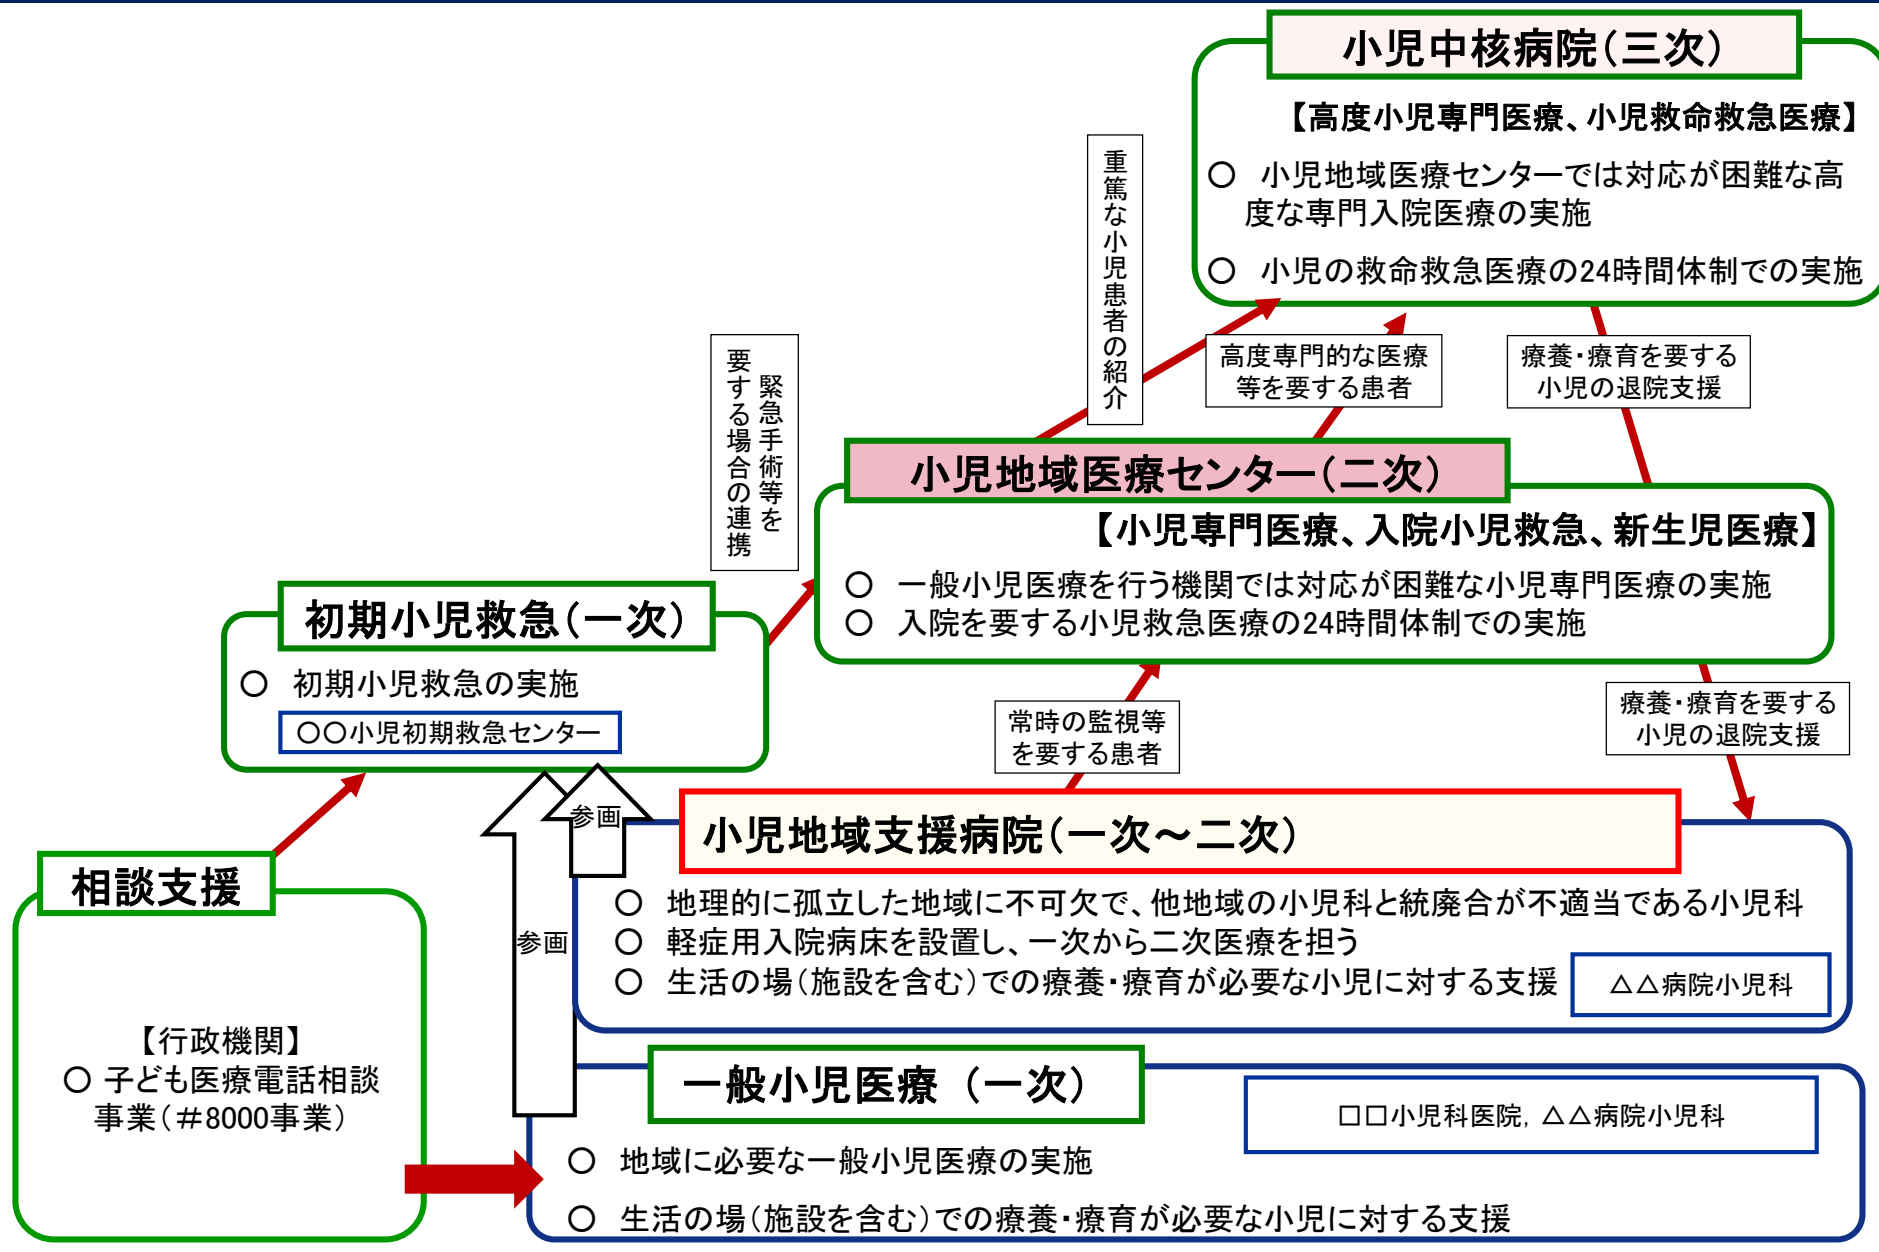 小児中核病院(三次)
【高度小児専門医療、小児救命救急医療】
○ 小児地域医療センターでは対応が困難な高
度な専門入院医療の実施
○ 小児の救命救急医療の24時間体制での実施
重篤な小児患者の紹介
高度専門的な医療
等を要する患者
療養・療育を要する
小児の退院支援
緊急手術等を
要する場合の連携
小児地域医療センター(二次)
【小児専門医療、入院小児救急、新生児医療】
○ 一般小児医療を行う機関では対応が困難な小児専門医療の実施
○ 入院を要する小児救急医療の24時間体制での実施
初期小児救急(一次)
○ 初期小児救急の実施
○○小児初期救急センター
常時の監視等
を要する患者
療養・療育を要する
小児の退院支援
参画
小児地域支援病院(一次～二次)
○ 地理的に孤立した地域に不可欠で、他地域の小児科と統廃合が不適当である小児科
○ 軽症用入院病床を設置し、一次から二次医療を担う
○ 生活の場(施設を含む)での療養・療育が必要な小児に対する支援
△△病院小児科
相談支援
【行政機関】
○ 子ども医療電話相談
事業(＃8000事業)
参画
一般小児医療 (一次)
□□小児科医院, △△病院小児科
○ 地域に必要な一般小児医療の実施
○ 生活の場(施設を含む)での療養・療育が必要な小児に対する支援